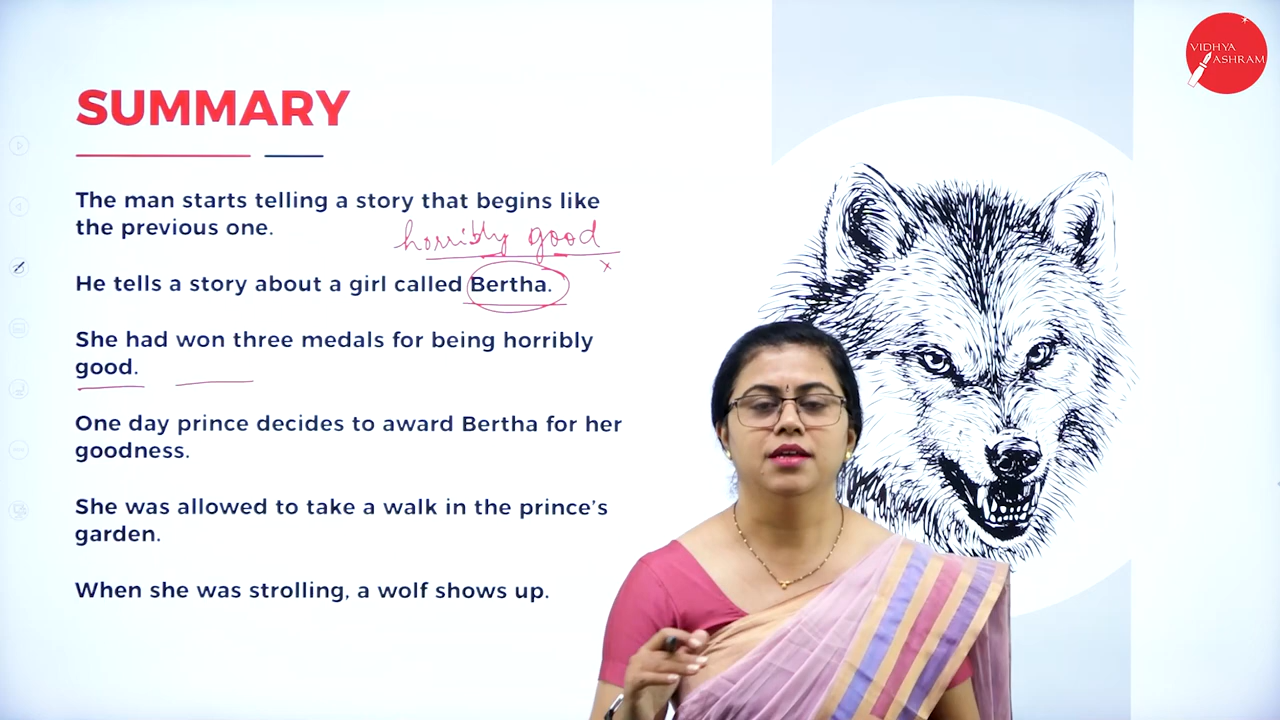 VIDHYA
ASHRAM
SUMMARY
The man starts telling a story that begins like
the previous one.
horribly good
x
He tells a story about a girl called Bertha.
She had won three medals for being horribly
good.
One day prince decides to award Bertha for her
goodness.
She was allowed to take a walk in the prince's
garden.
When she was strolling, a wolf shows up.